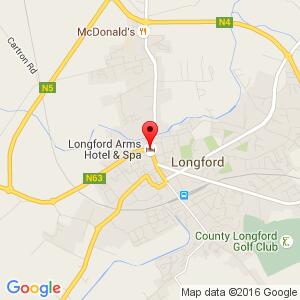 McDonald's
N4
Cartron Rd
N5
Longford Arms
Hotel & Spa
Longford
N63
County Longford
Golf Club
Google
Map data ©2016 Google